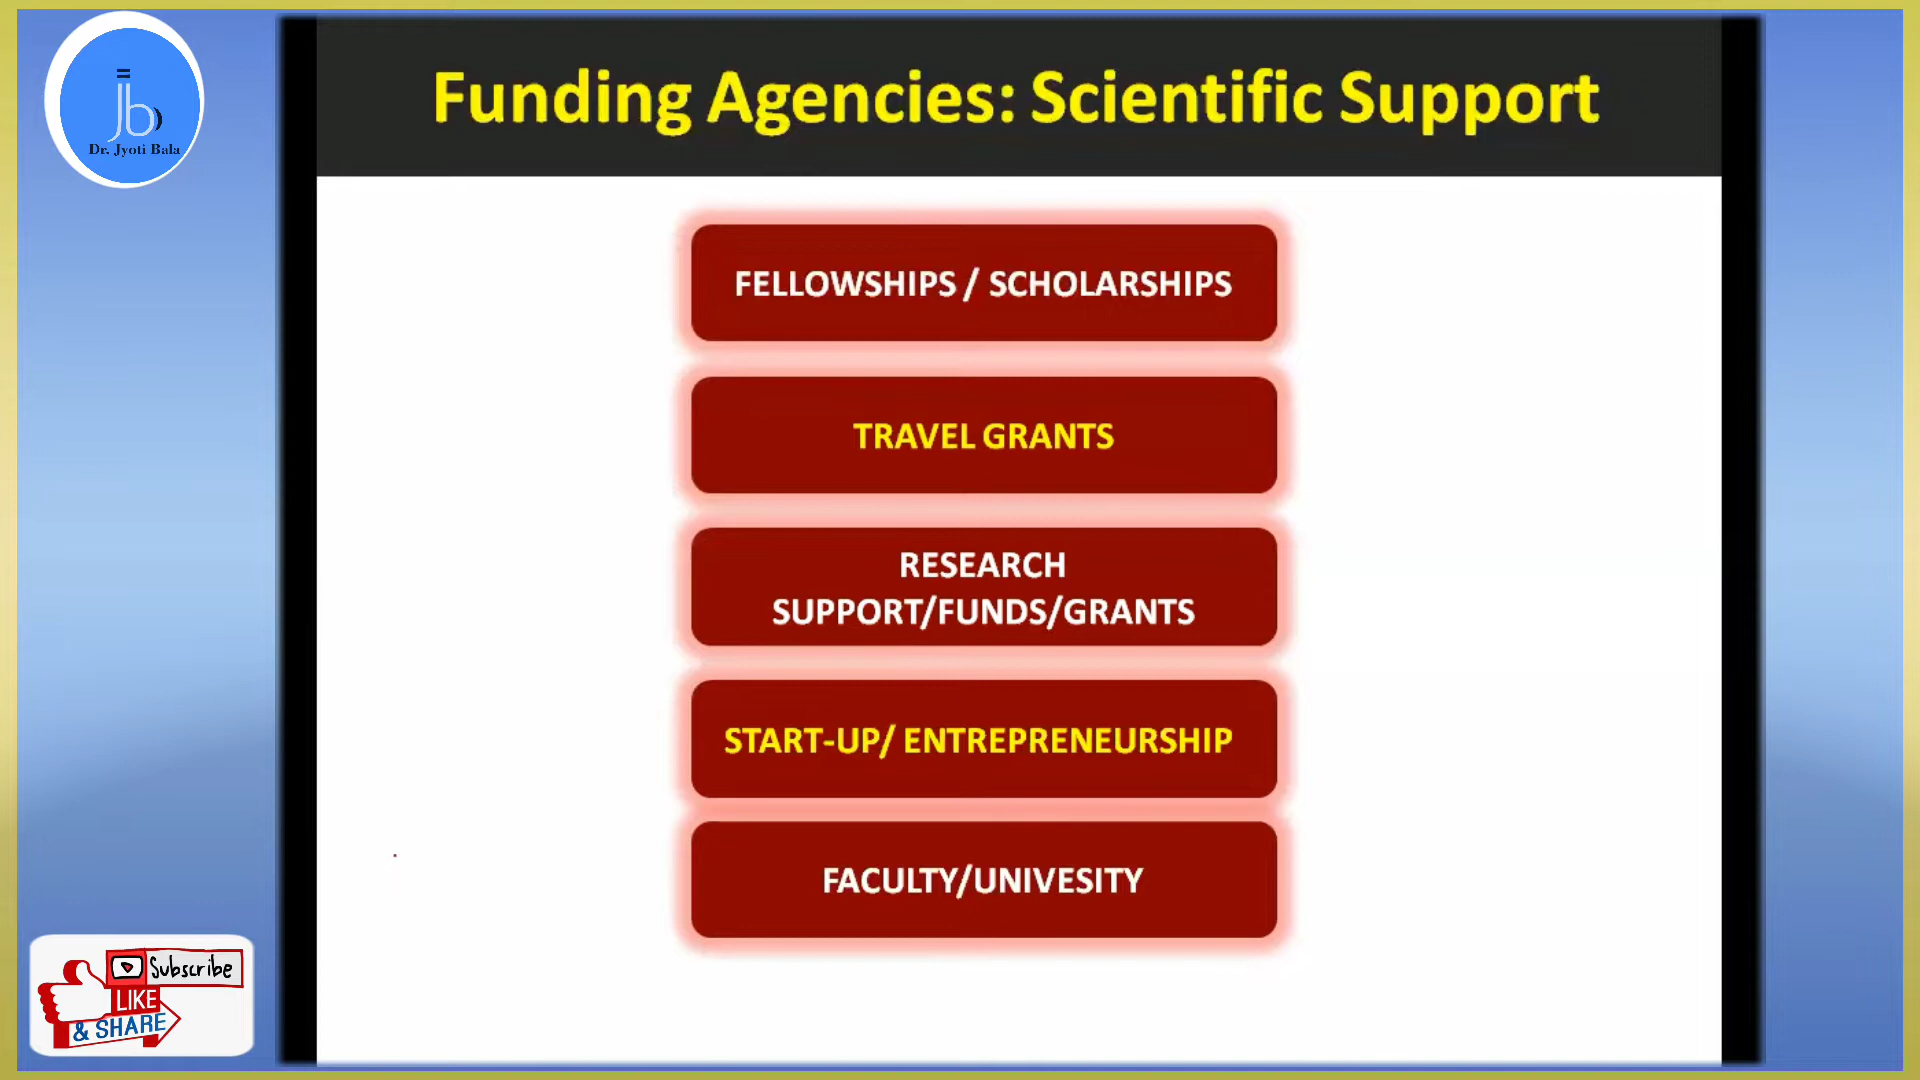 Funding Agencies: Scientific Support
Dr. Jyoti Bala
FELLOWSHIPS / SCHOLARSHIPS
TRAVEL GRANTS
RESEARCH
SUPPORT/FUNDS/GRANTS
START-UP/ ENTREPRENEURSHIP
FACULTY/UNIVESITY
Subscribe
LIKE
& SHARE